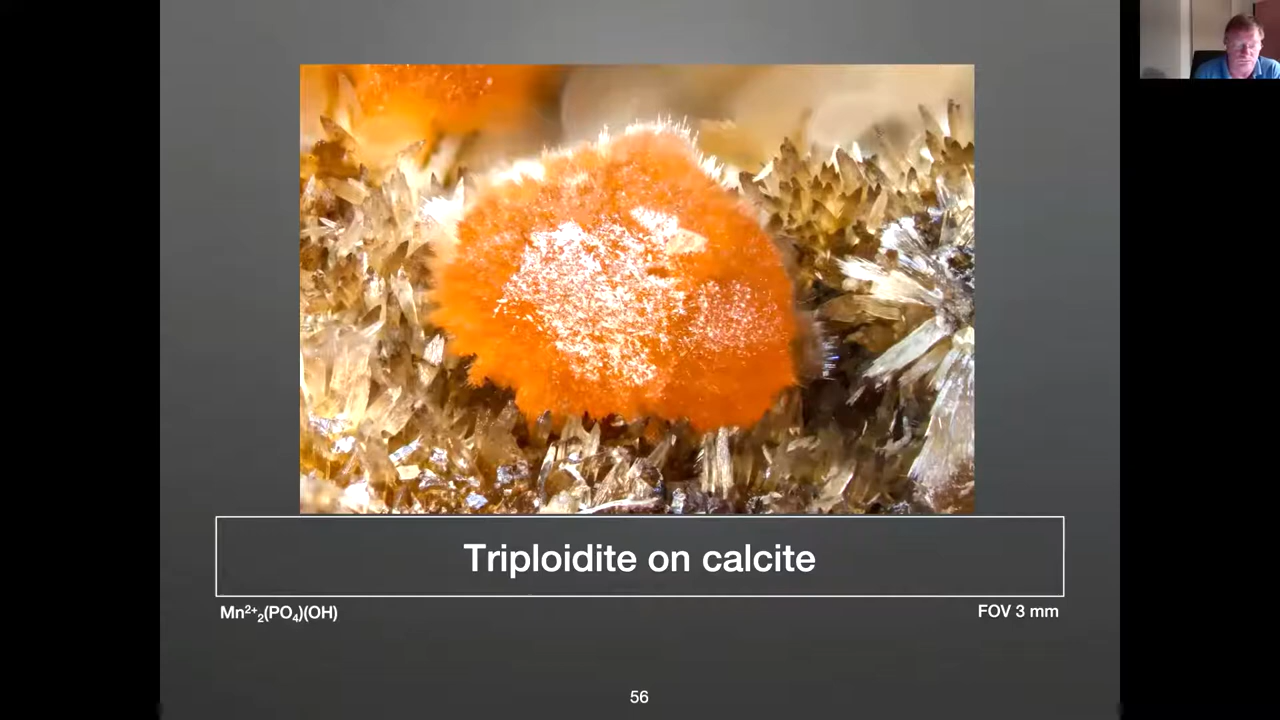 Triploidite on calcite
Mn²⁺₂(PO₄)(OH)
FOV 3 mm
56